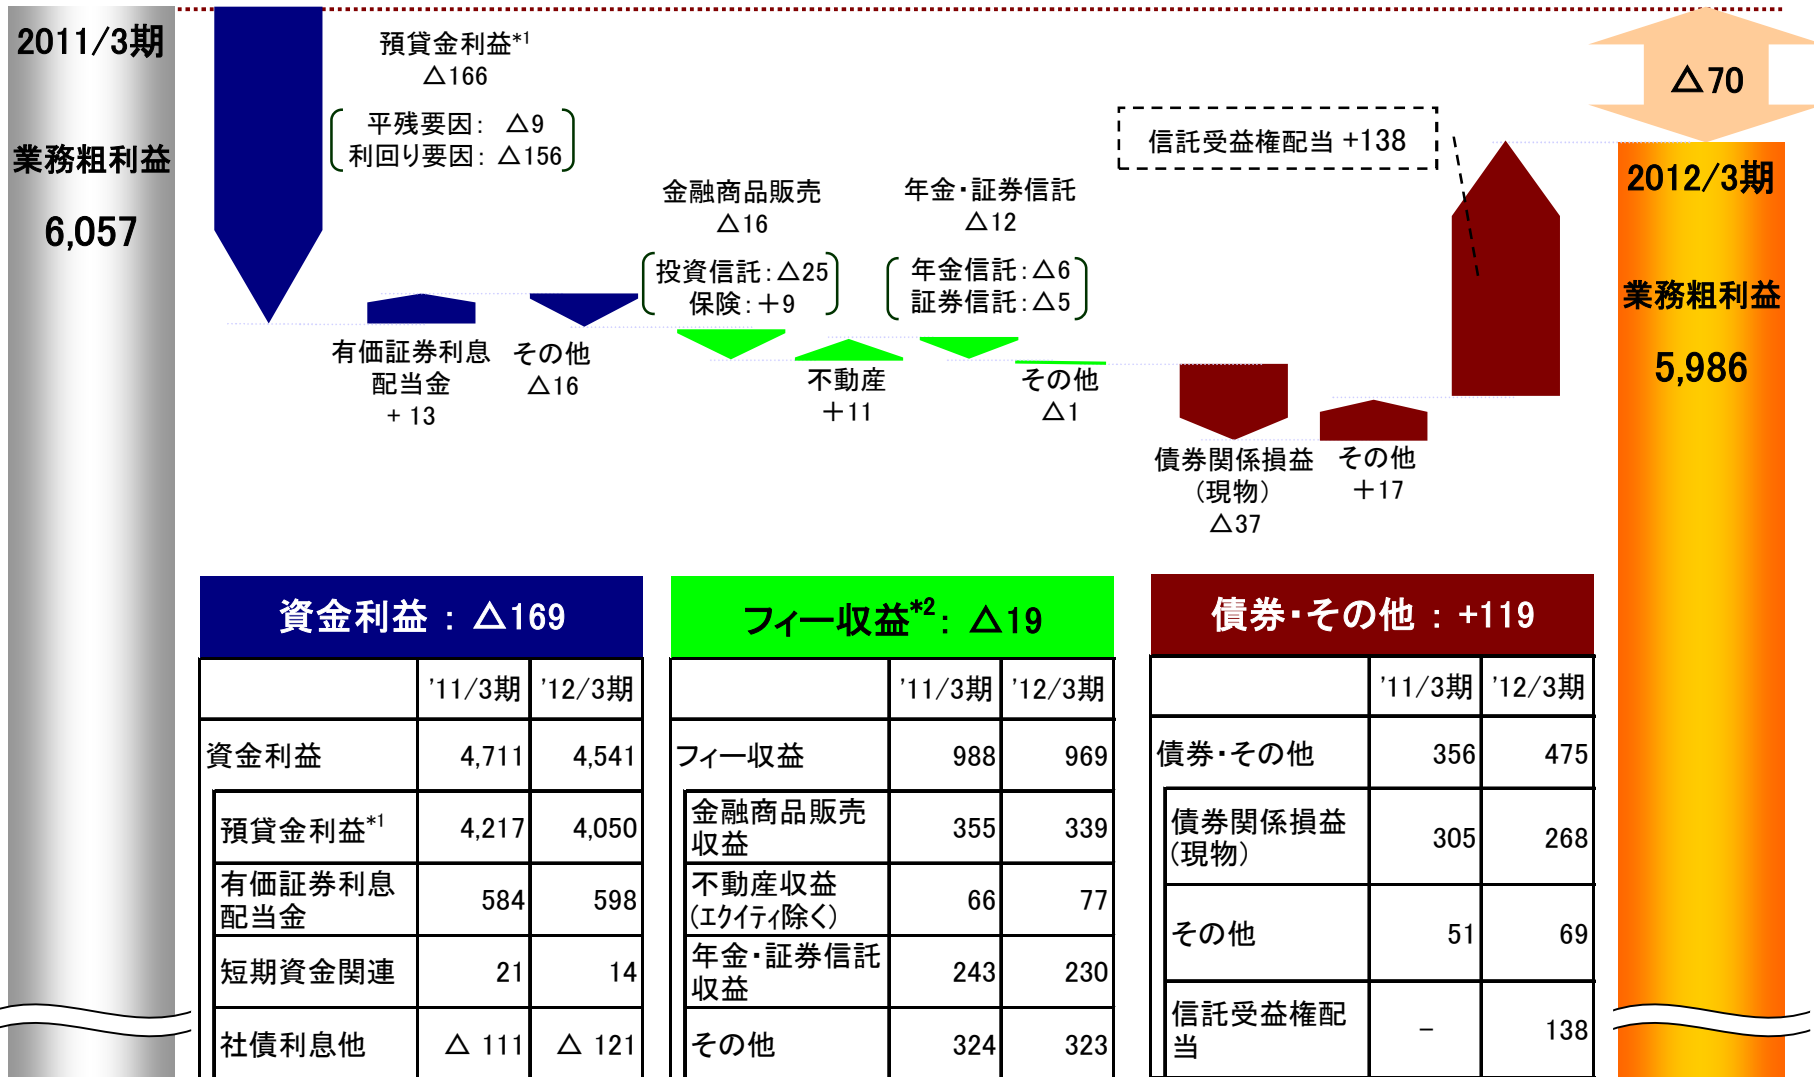 2011/3期
業務粗利益
6,057
預貸金利益*1
△166
平残要因： △9
利回り要因： △156
有価証券利息
配当金
+ 13
その他
△16
金融商品販売
△16
投資信託：△25
保険：＋9
不動産
＋11
年金・証券信託
△12
年金信託：△6
証券信託：△5
その他
△1
債券関係損益
（現物）
△37
その他
＋17
信託受益権配当 +138
△70
2012/3期
業務粗利益
5,986
資金利益 ： △169
'11/3期 '12/3期
資金利益 4,711 4,541
預貸金利益*1 4,217 4,050
有価証券利息
配当金 584 598
短期資金関連 21 14
社債利息他 △ 111 △ 121
フィー収益*2： △19
'11/3期 '12/3期
フィー収益 988 969
金融商品販売
収益 355 339
不動産収益
（ｴｸｲﾃｨ除く） 66 77
年金・証券信託
収益 243 230
その他 324 323
債券・その他 ： +119
'11/3期 '12/3期
債券・その他 356 475
債券関係損益
（現物） 305 268
その他 51 69
信託受益権配
当 － 138